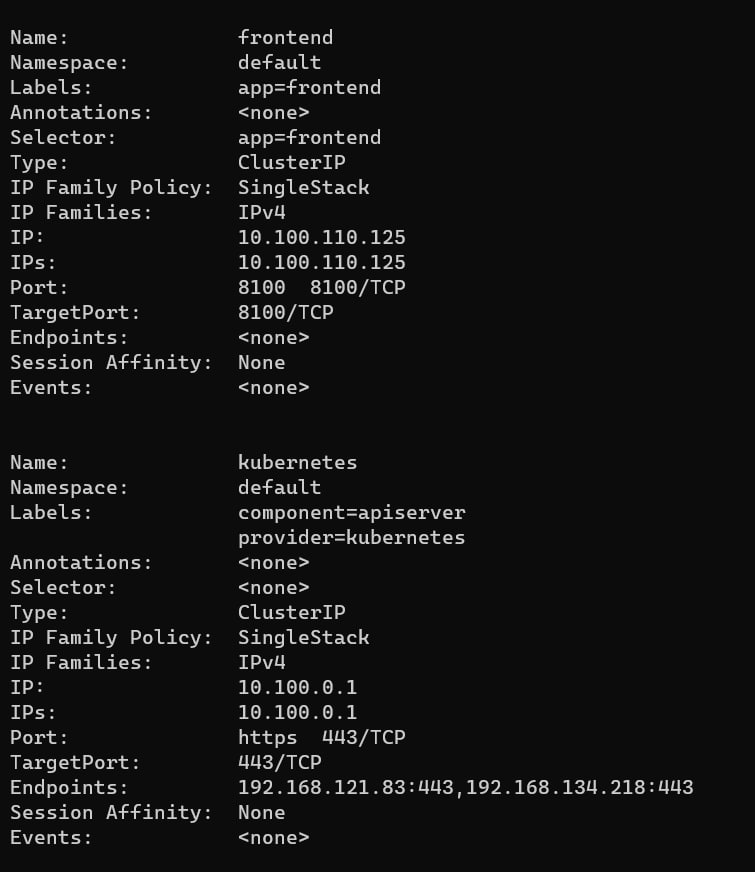 Name:              frontend
Namespace:         default
Labels:            app=frontend
Annotations:       <none>
Selector:          app=frontend
Type:              ClusterIP
IP Family Policy:  SingleStack
IP Families:       IPv4
IP:                10.100.110.125
IPs:               10.100.110.125
Port:              8100  8100/TCP
TargetPort:        8100/TCP
Endpoints:         <none>
Session Affinity:  None
Events:            <none>
Name:              kubernetes
Namespace:         default
Labels:            component=apiserver
                   provider=kubernetes
Annotations:       <none>
Selector:          <none>
Type:              ClusterIP
IP Family Policy:  SingleStack
IP Families:       IPv4
IP:                10.100.0.1
IPs:               10.100.0.1
Port:              https  443/TCP
TargetPort:        443/TCP
Endpoints:         192.168.121.83:443,192.168.134.218:443
Session Affinity:  None
Events:            <none>